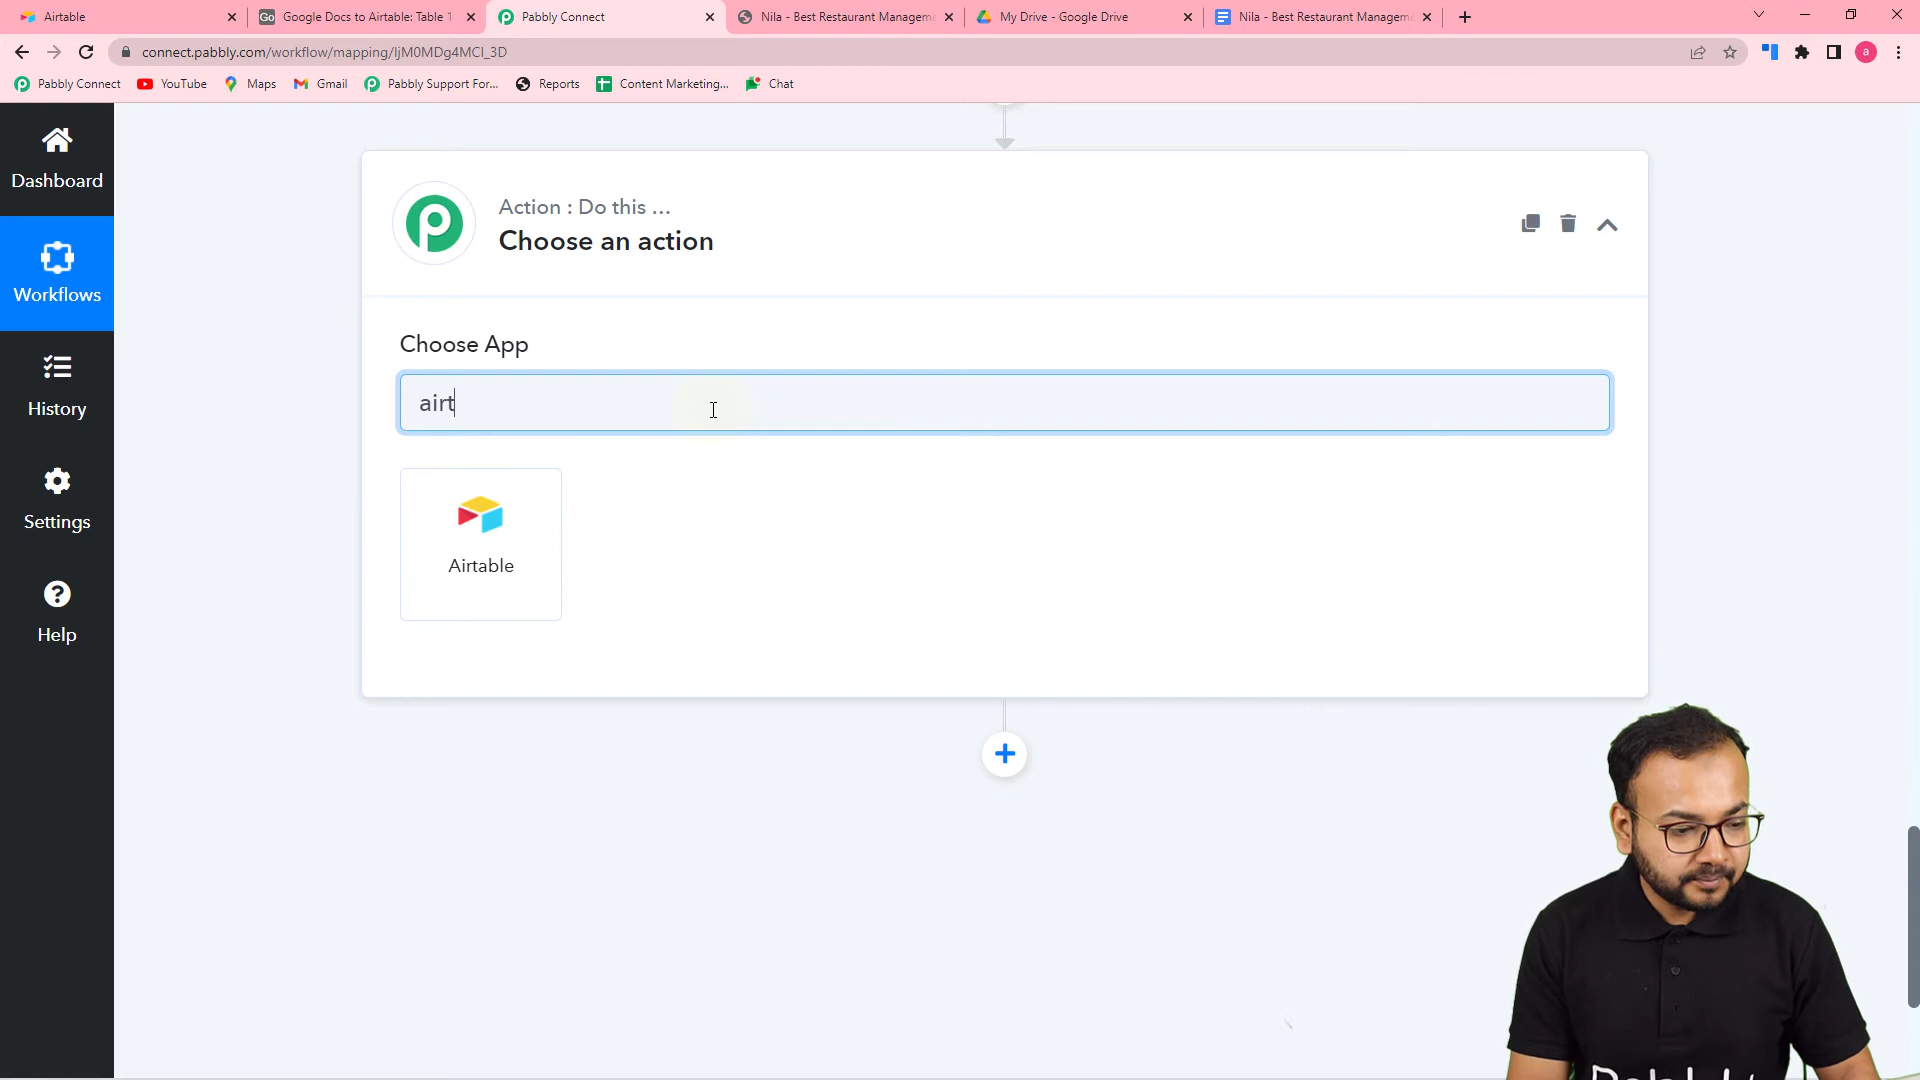 Airtable
Go Google Docs to Airtable: Table 1
Pabbly Connect
Nila - Best Restaurant Manageme
My Drive - Google Drive
Nila - Best Restaurant Managem
connect.pabbly.com/workflow/mapping/IjM0MDg4MCI_3D
a
Pabbly Connect
YouTube
Maps
Gmail
Pabbly Support For...
Reports
Content Marketing...
Chat
Dashboard
Workflows
History
Settings
Help
Action : Do this ...
Choose an action
Choose App
airt
Airtable